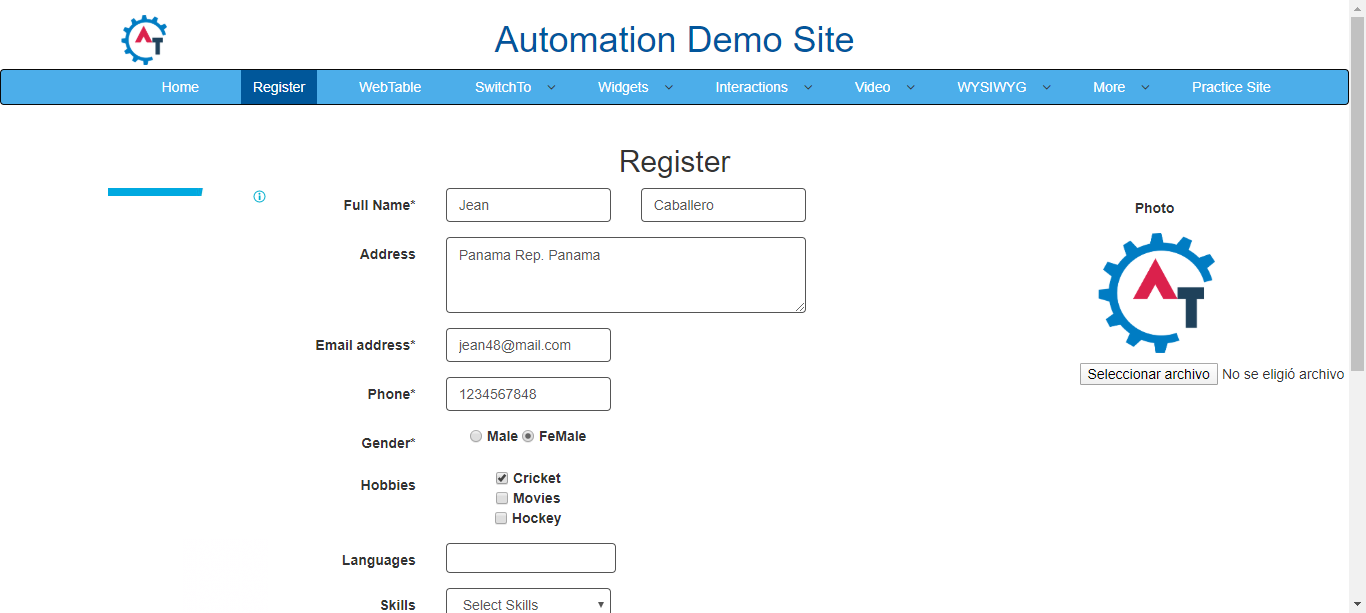 Automation Demo Site
Home Register WebTable SwitchTo Widgets Interactions Video WYSIWYG More Practice Site
Register
Full Name* Jean Caballero
Photo
Address Panama Rep. Panama
AT
Email address* jean48@mail.com
Seleccionar archivo No se eligió archivo
Phone* 1234567848
Gender* Male FeMale
Hobbies Cricket
Movies
Hockey
Languages
Skills Select Skills